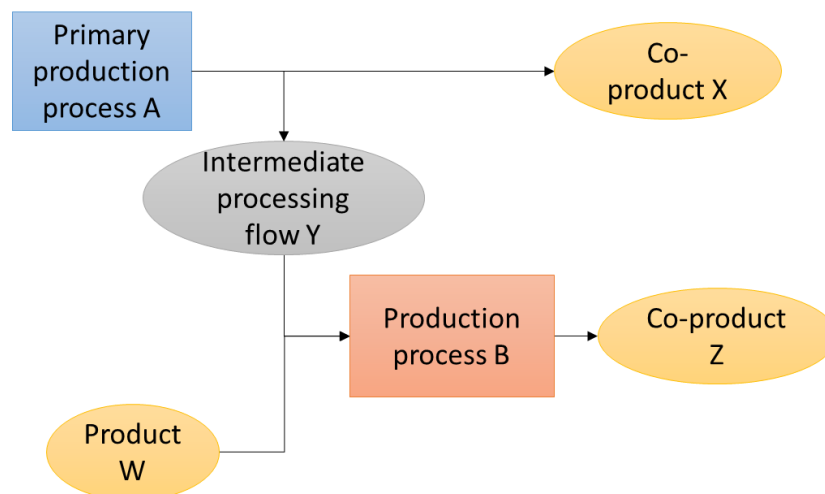 Primary
production
process A
Co-
product X
Intermediate
processing
flow Y
Production
process B
Co-product
Z
Product
W